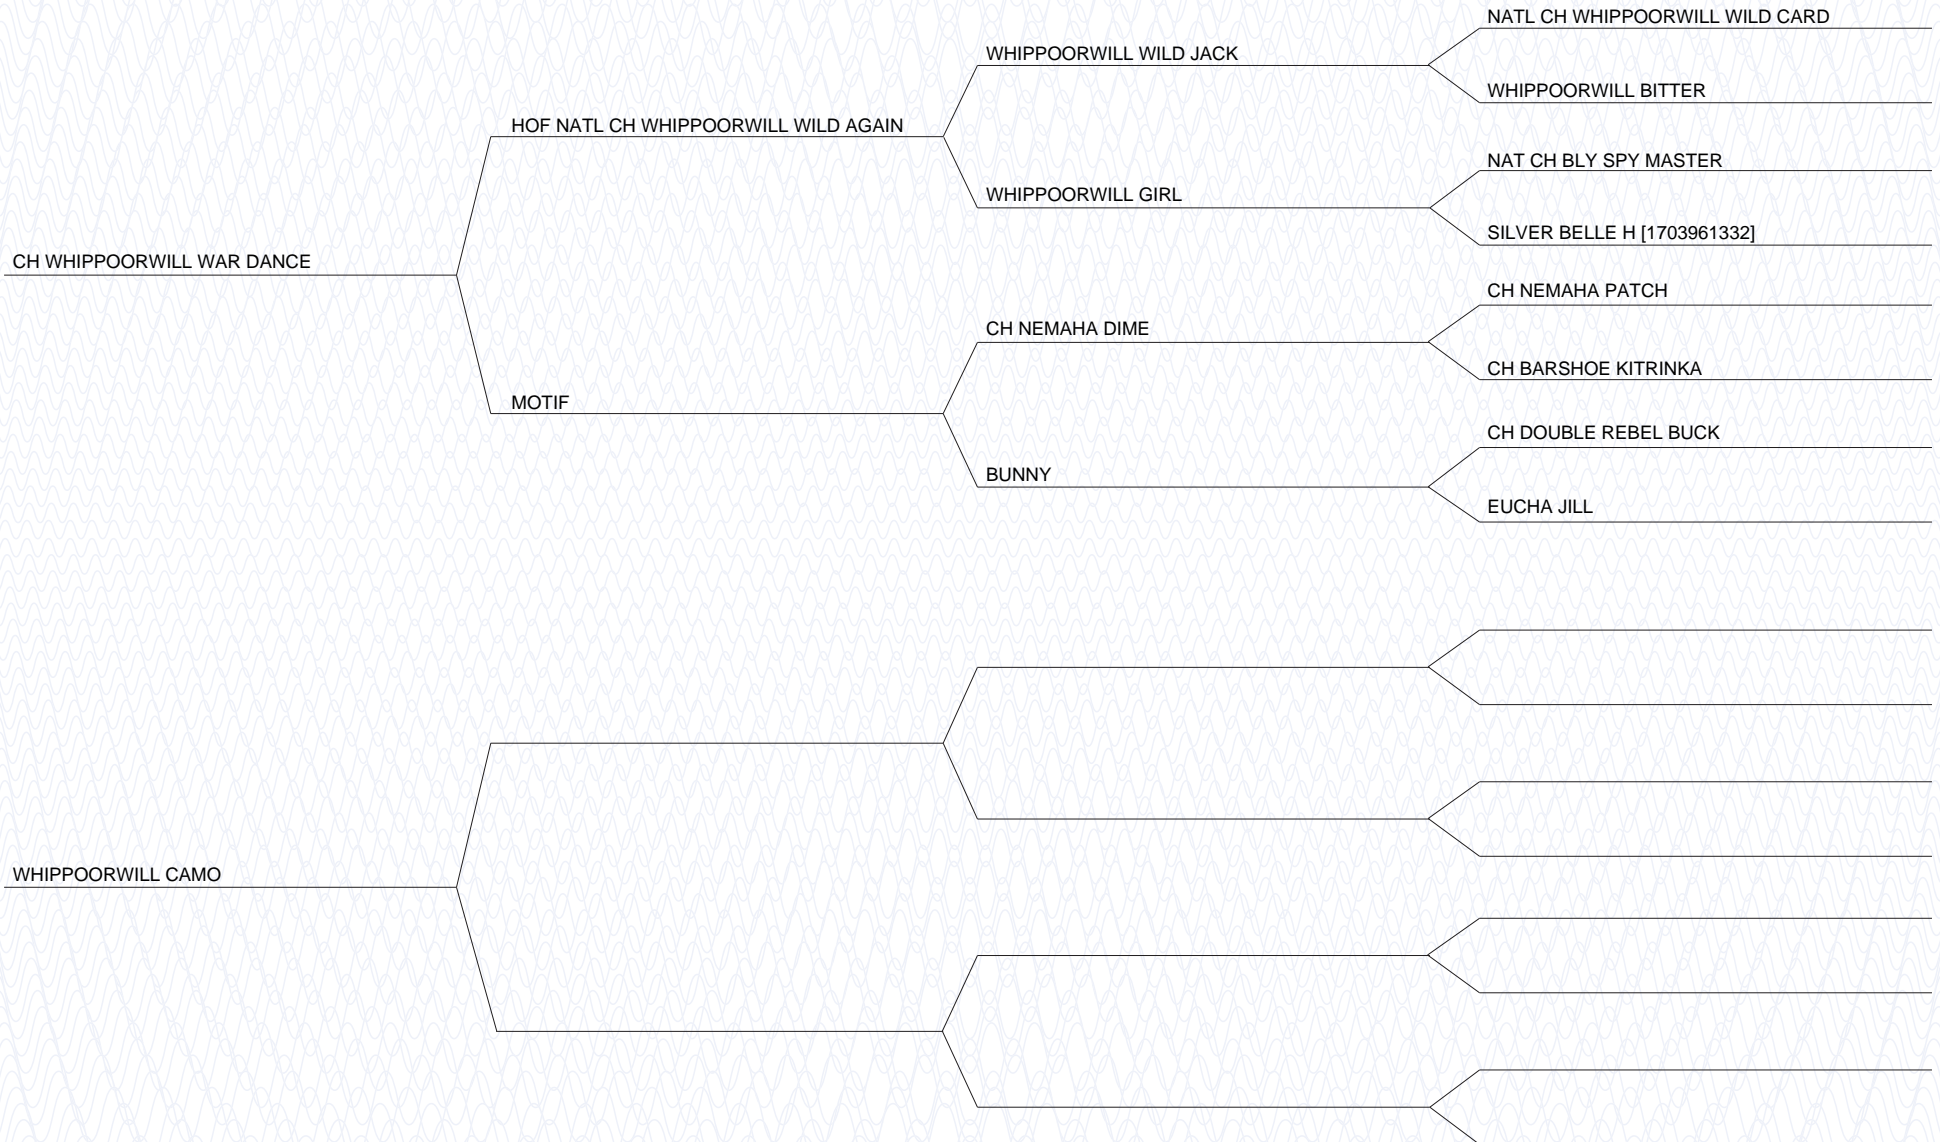 NATL CH WHIPPOORWILL WILD CARD
WHIPPOORWILL WILD JACK
WHIPPOORWILL BITTER
HOF NATL CH WHIPPOORWILL WILD AGAIN
NAT CH BLY SPY MASTER
WHIPPOORWILL GIRL
SILVER BELLE H [1703961332]
CH WHIPPOORWILL WAR DANCE
CH NEMAHA PATCH
CH NEMAHA DIME
CH BARSHOE KITRINKA
MOTIF
CH DOUBLE REBEL BUCK
BUNNY
EUCHA JILL
WHIPPOORWILL CAMO